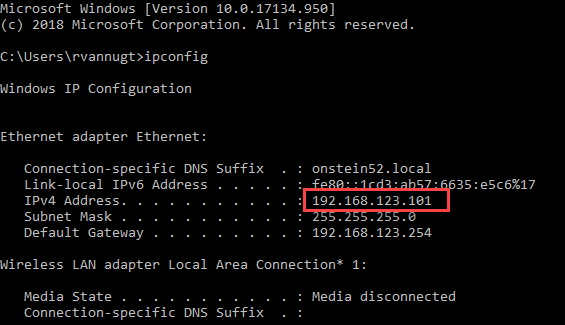 Microsoft Windows [Version 10.0.17134.950]
(c) 2018 Microsoft Corporation. All rights reserved.
C:\Users\rvannugt>ipconfig
Windows IP Configuration
Ethernet adapter Ethernet:
Connection-specific DNS Suffix  . : onstein52.local
Link-local IPv6 Address . . . . . : fe80::1cd3:ab57:6635:e5c6%17
IPv4 Address. . . . . . . . . . . : 192.168.123.101
Subnet Mask . . . . . . . . . . . : 255.255.255.0
Default Gateway . . . . . . . . . : 192.168.123.254
Wireless LAN adapter Local Area Connection* 1:
Media State . . . . . . . . . . . : Media disconnected
Connection-specific DNS Suffix  . :